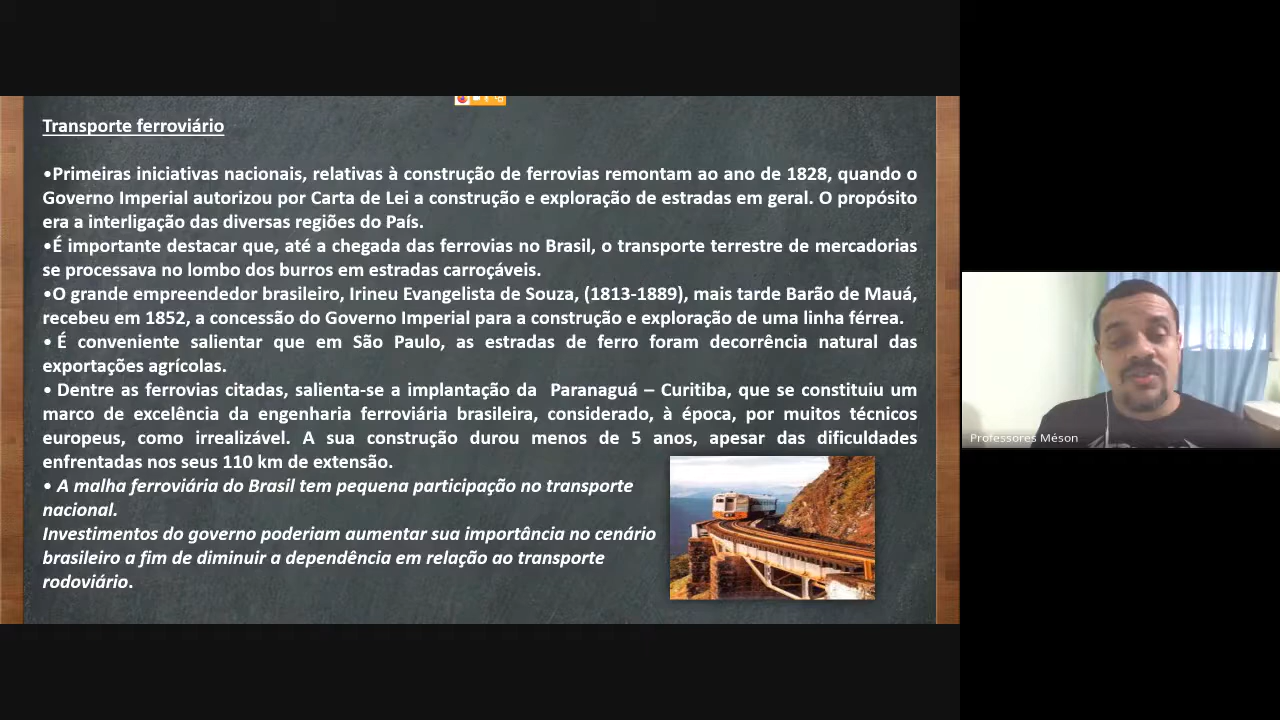 Transporte ferroviário
•Primeiras iniciativas nacionais, relativas à construção de ferrovias remontam ao ano de 1828, quando o
Governo Imperial autorizou por Carta de Lei a construção e exploração de estradas em geral. O propósito
era a interligação das diversas regiões do País.
•É importante destacar que, até a chegada das ferrovias no Brasil, o transporte terrestre de mercadorias
se processava no lombo dos burros em estradas carroçáveis.
•O grande empreendedor brasileiro, Irineu Evangelista de Souza, (1813-1889), mais tarde Barão de Mauá,
recebeu em 1852, a concessão do Governo Imperial para a construção e exploração de uma linha férrea.
• É conveniente salientar que em São Paulo, as estradas de ferro foram decorrência natural das
exportações agrícolas.
• Dentre as ferrovias citadas, salienta-se a implantação da Paranaguá – Curitiba, que se constituiu um
marco de excelência da engenharia ferroviária brasileira, considerado, à época, por muitos técnicos
europeus, como irrealizável. A sua construção durou menos de 5 anos, apesar das dificuldades
enfrentadas nos seus 110 km de extensão.
• A malha ferroviária do Brasil tem pequena participação no transporte
nacional.
Investimentos do governo poderiam aumentar sua importância no cenário
brasileiro a fim de diminuir a dependência em relação ao transporte
rodoviário.
Professores Méson